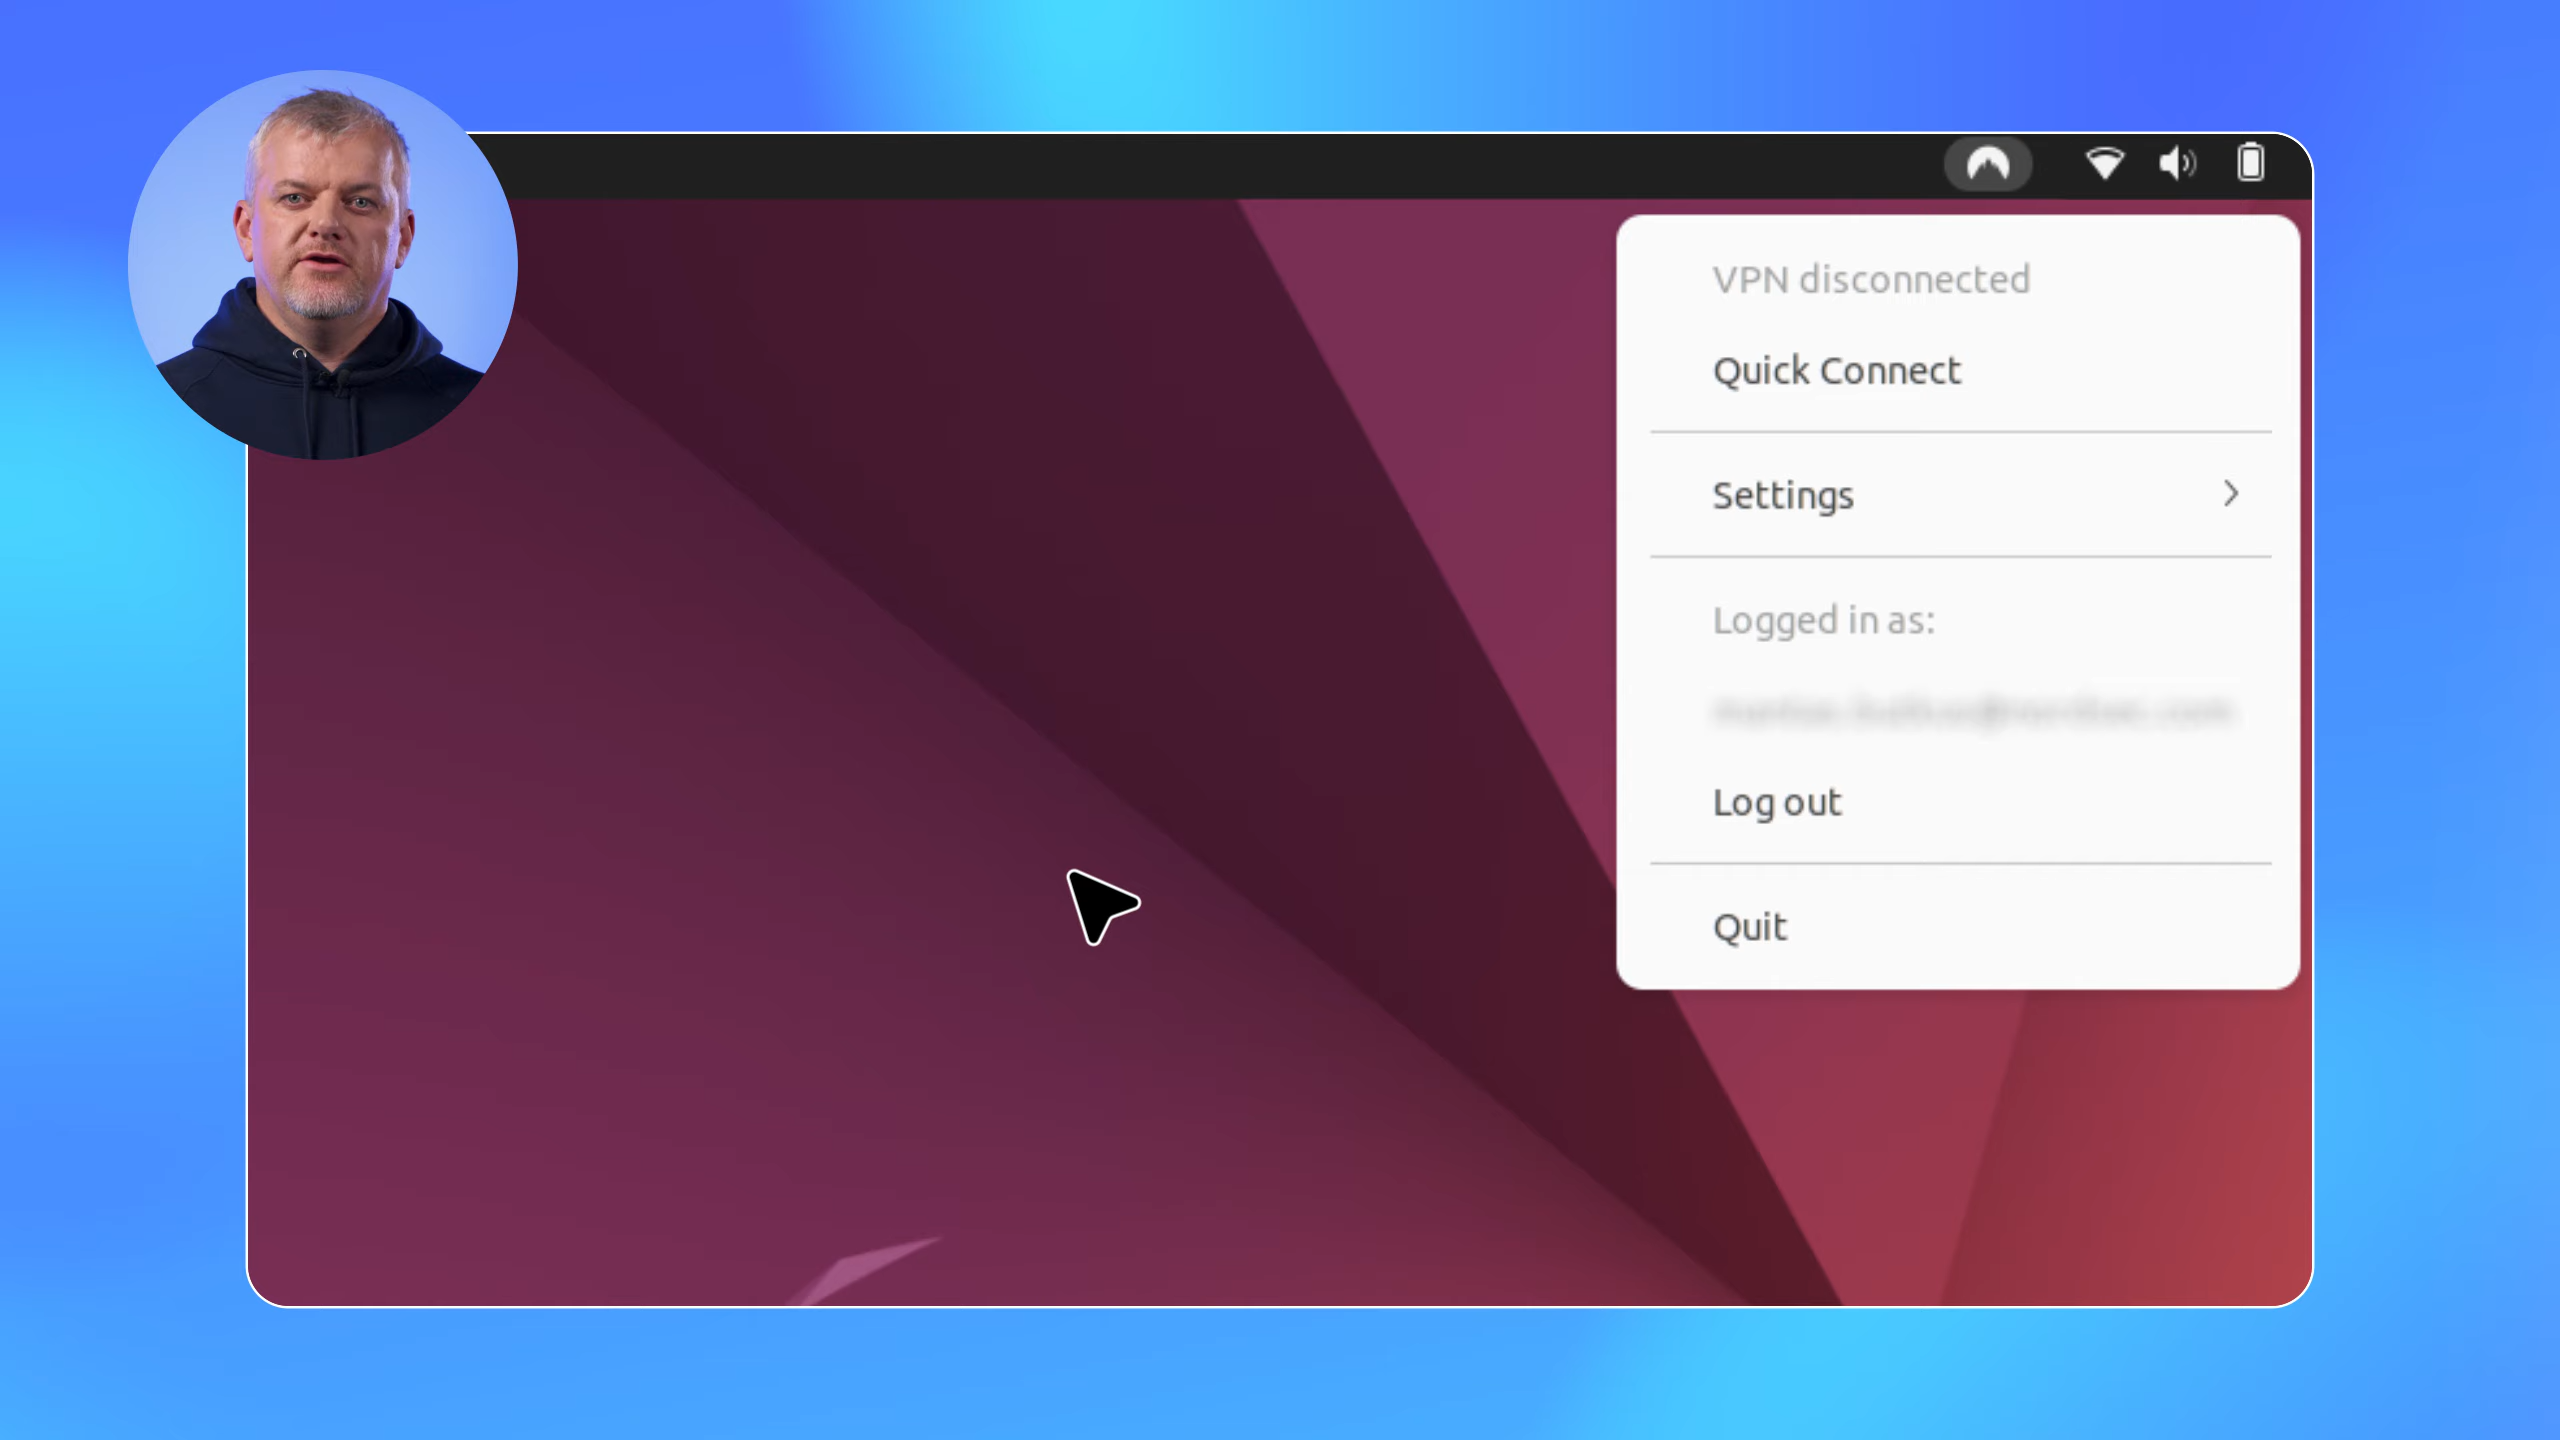 VPN disconnected
Quick Connect
Settings
Logged in as:
Log out
Quit